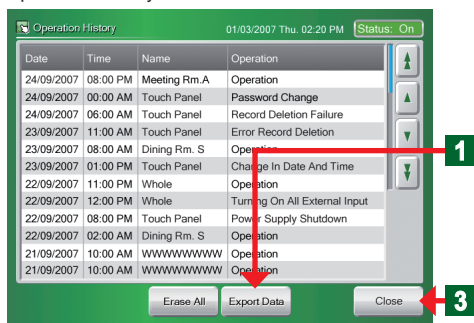 Operation History 01/03/2007 Thu. 02:20 PM Status: On
Date Time Name Operation
24/09/2007 08:00 PM Meeting Rm.A Operation
24/09/2007 00:00 AM Touch Panel Password Change
24/09/2007 06:00 AM Touch Panel Record Deletion Failure
23/09/2007 11:00 AM Touch Panel Error Record Deletion
23/09/2007 08:00 AM Dining Rm. S Operation
23/09/2007 01:00 PM Touch Panel Change In Date And Time
22/09/2007 11:00 PM Whole Operation
22/09/2007 12:00 PM Whole Turning On All External Input
22/09/2007 08:00 PM Touch Panel Power Supply Shutdown
22/09/2007 02:00 AM Dining Rm. S Operation
21/09/2007 10:00 AM WWWWWWWW Operation
21/09/2007 10:00 AM WWWWWWWW Operation
Erase All Export Data Close
1
3